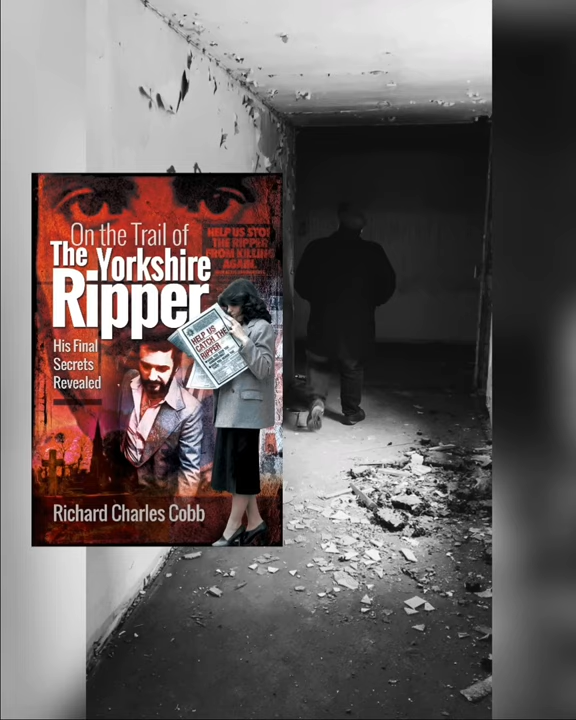 On the Trail of
The Yorkshire
Ripper
HELP US STOP
THE RIPPER
FROM KILLING
AGAIN.
HELP US
CATCH THE
RIPPER
His Final
Secrets
Revealed
Richard Charles Cobb